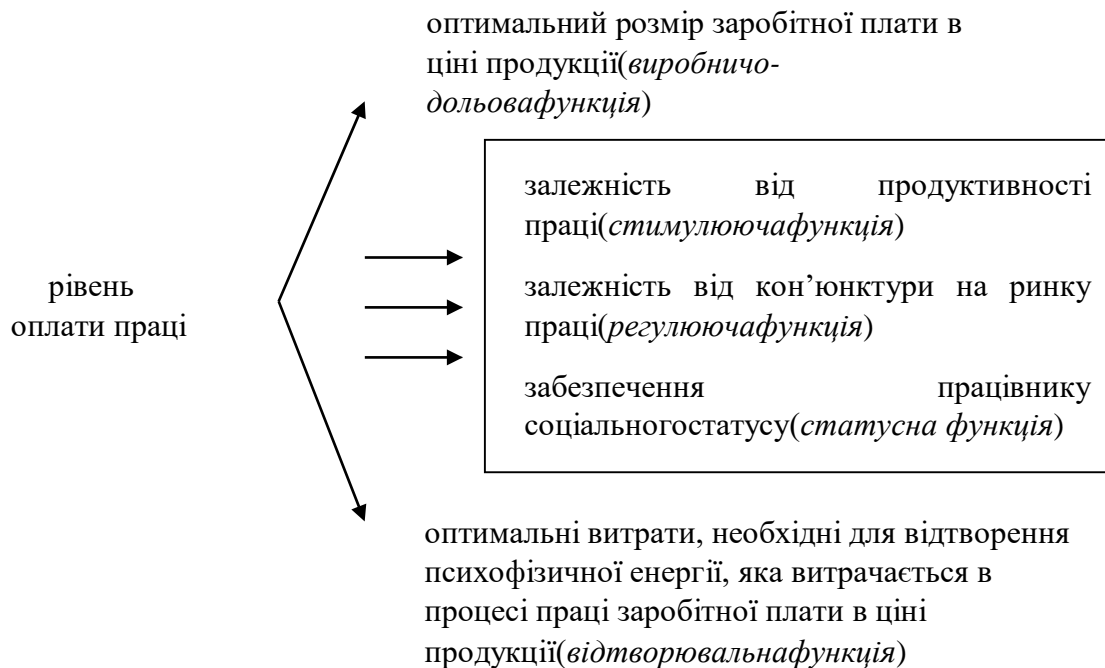 оптимальний розмір заробітної плати в
ціні продукції(виробничо-
дольовафункція)
залежність від продуктивності
праці(стимулюючафункція)
рівень
оплати праці
залежність від кон’юнктури на ринку
праці(регулюючафункція)
забезпечення працівнику
соціальногостатусу(статусна функція)
оптимальні витрати, необхідні для відтворення
психофізичної енергії, яка витрачається в
процесі праці заробітної плати в ціні
продукції(відтворювальнафункція)